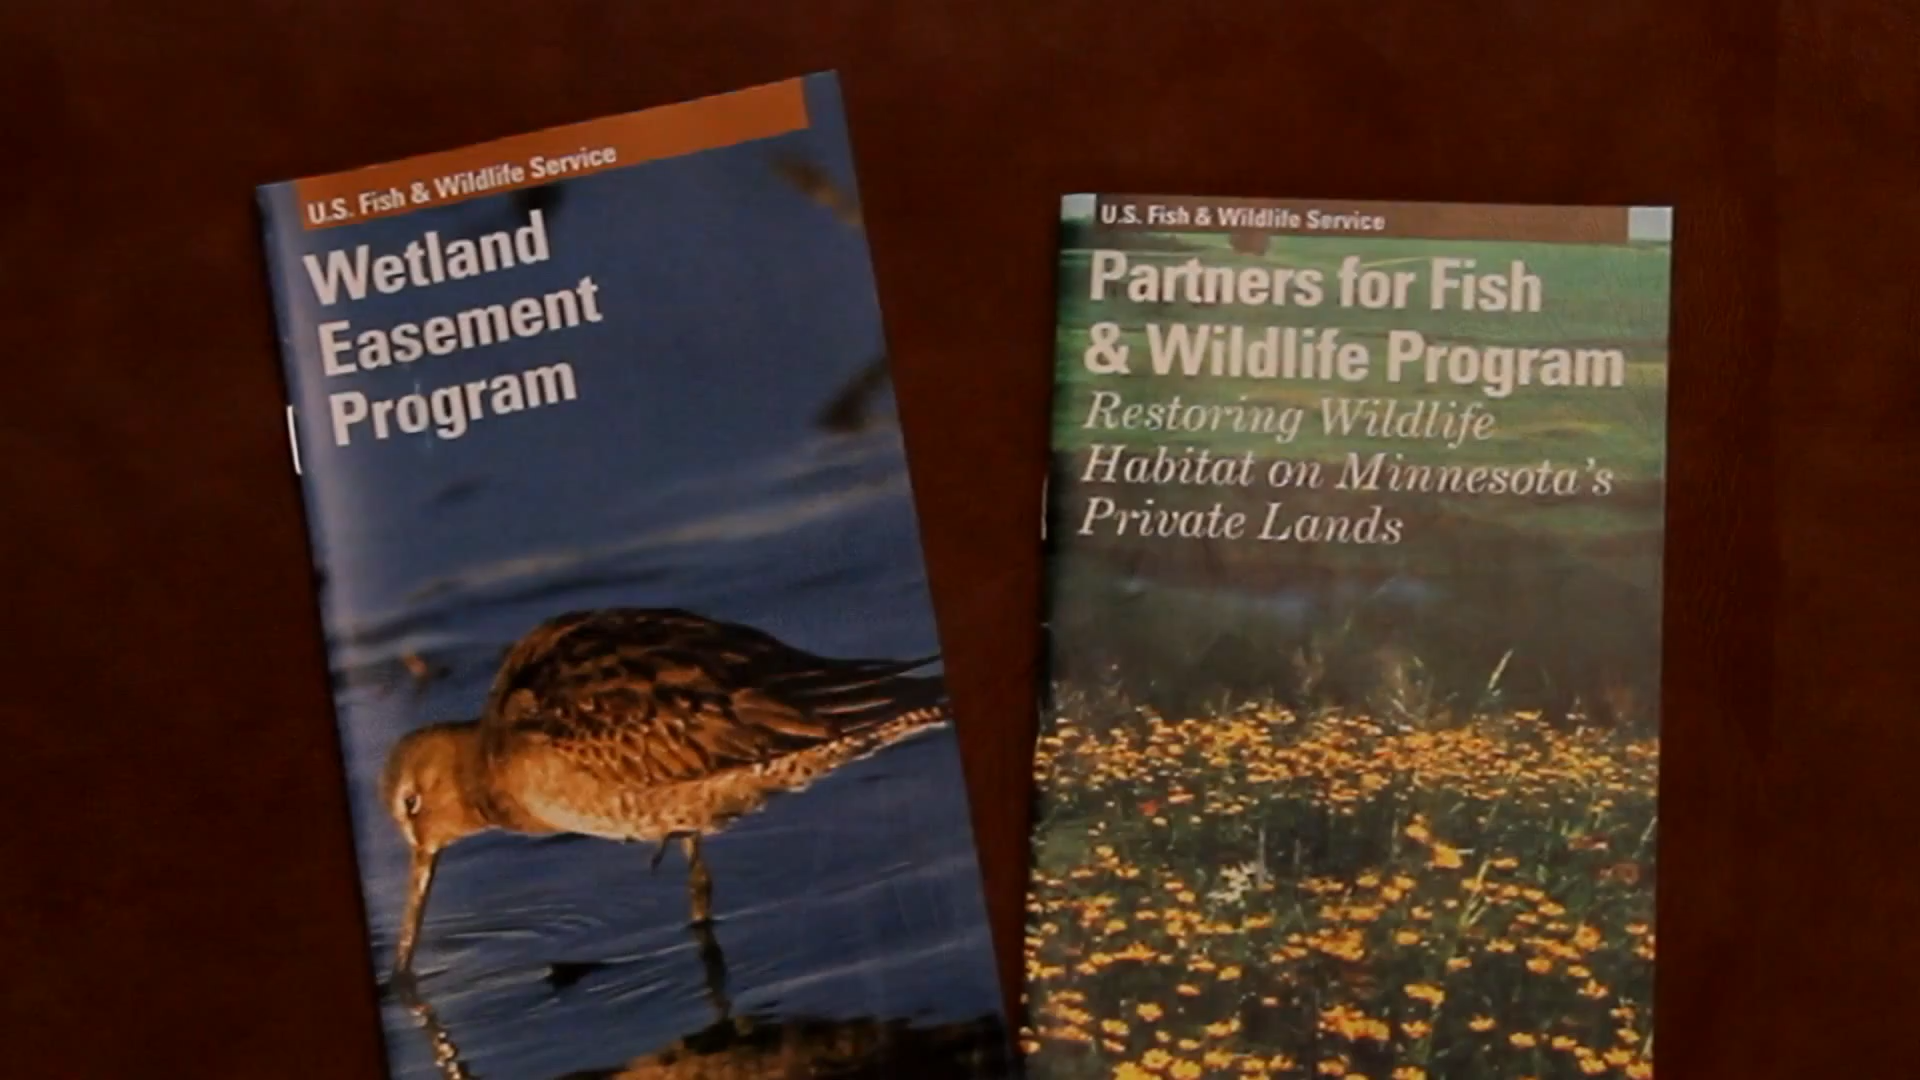 U.S. Fish & Wildlife Service
Wetland
Easement
Program
U.S. Fish & Wildlife Service
Partners for Fish
& Wildlife Program
Restoring Wildlife
Habitat on Minnesota's
Private Lands